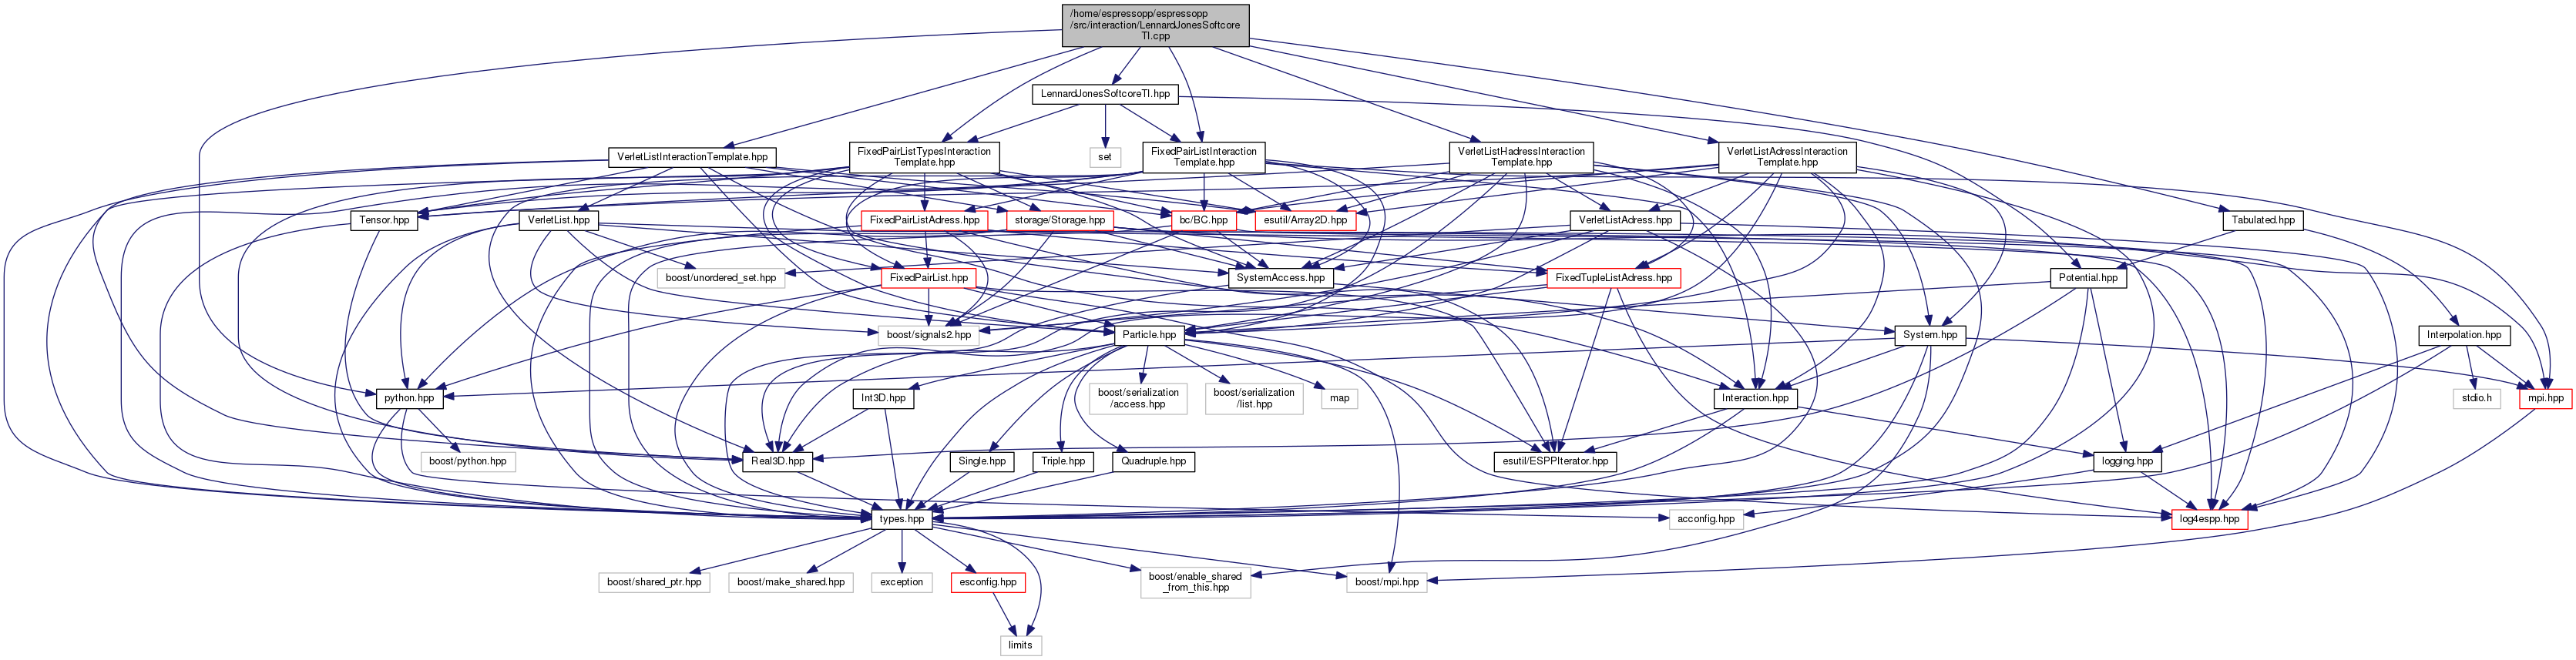 /home/espressopp/espressopp
/src/interaction/LennardJonesSoftcore
TI.cpp
LennardJonesSoftcoreTI.hpp
VerletListInteractionTemplate.hpp
FixedPairListTypesInteraction
Template.hpp
set
FixedPairListInteraction
Template.hpp
VerletListHadressInteraction
Template.hpp
VerletListAdressInteraction
Template.hpp
Tensor.hpp
VerletList.hpp
FixedPairListAdress.hpp
storage/Storage.hpp
bc/BC.hpp
esutil/Array2D.hpp
VerletListAdress.hpp
Tabulated.hpp
boost/unordered_set.hpp
FixedPairList.hpp
SystemAccess.hpp
FixedTupleListAdress.hpp
Potential.hpp
boost/signals2.hpp
Particle.hpp
System.hpp
Interpolation.hpp
python.hpp
Int3D.hpp
boost/serialization
/access.hpp
boost/serialization
/list.hpp
map
Interaction.hpp
stdio.h
mpi.hpp
boost/python.hpp
Real3D.hpp
Single.hpp
Triple.hpp
Quadruple.hpp
esutil/ESPPIterator.hpp
logging.hpp
types.hpp
acconfig.hpp
log4espp.hpp
boost/shared_ptr.hpp
boost/make_shared.hpp
exception
esconfig.hpp
boost/enable_shared
_from_this.hpp
boost/mpi.hpp
limits